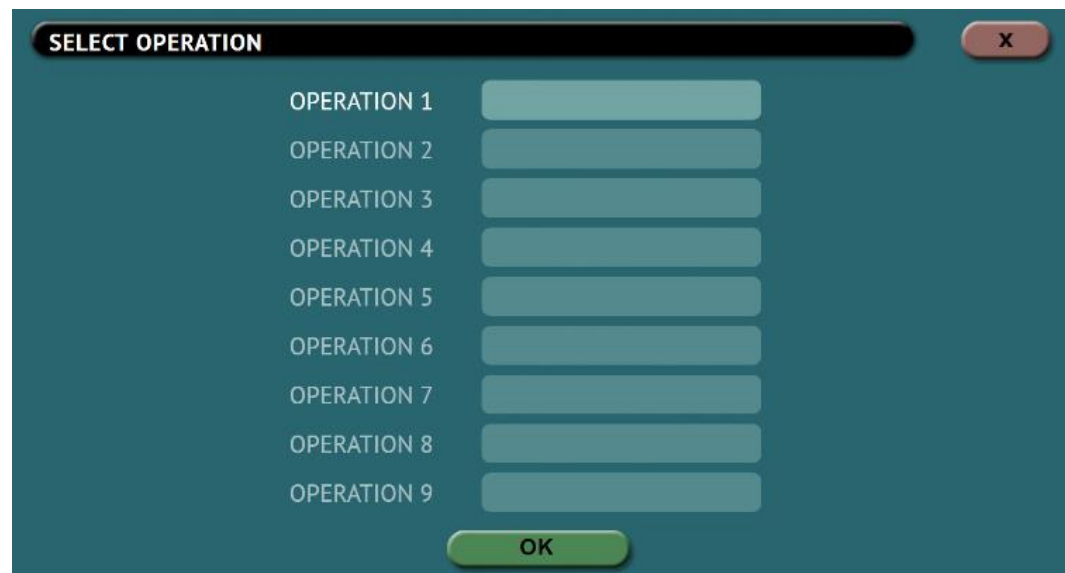 SELECT OPERATION
X
OPERATION 1
OPERATION 2
OPERATION 3
OPERATION 4
OPERATION 5
OPERATION 6
OPERATION 7
OPERATION 8
OPERATION 9
OK